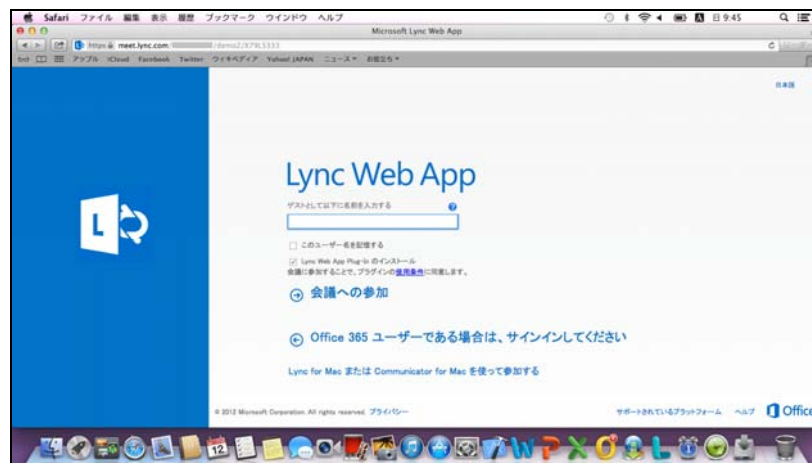 Safari ファイル 編集 表示 履歴 ブックマーク ウインドウ ヘルプ 日 9:45
Microsoft Lync Web App
https meet.lync.com/
アップル iCloud Facebook Twitter ウィキペディア Yahoo! JAPAN ニュース お役立ち
日本語
Lync Web App
ゲストとして以下に名前を入力する
このユーザー名を記憶する
Lync Web App Plug-in のインストール
会議に参加することで、プラグインの使用条件に同意します。
会議への参加
Office 365 ユーザーである場合は、サインインしてください
Lync for Mac または Communicator for Mac を使って参加する
© 2012 Microsoft Corporation. All rights reserved. プライバシー サポートされているプラットフォーム ヘルプ Office